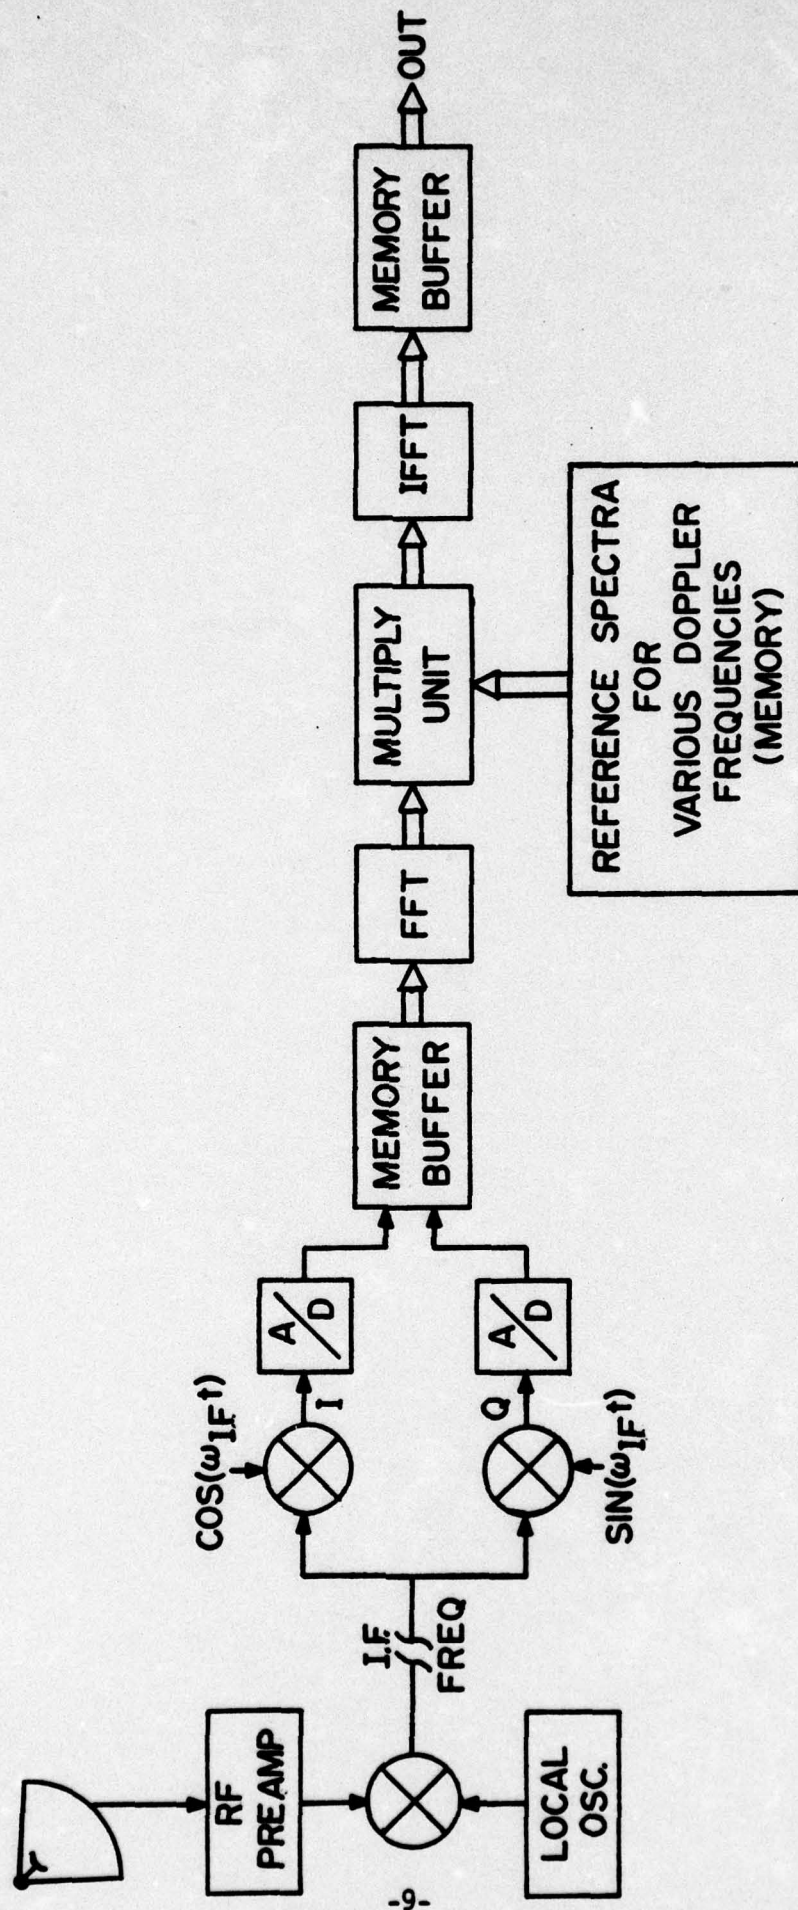 RF
PREAMP
LOCAL
OSC.
I.F.
FREQ
COS(ωIFt)
I
A/D
SIN(ωIFt)
Q
A/D
MEMORY
BUFFER
FFT
MULTIPLY
UNIT
REFERENCE SPECTRA
FOR
VARIOUS DOPPLER
FREQUENCIES
(MEMORY)
IFFT
MEMORY
BUFFER
OUT
-9-